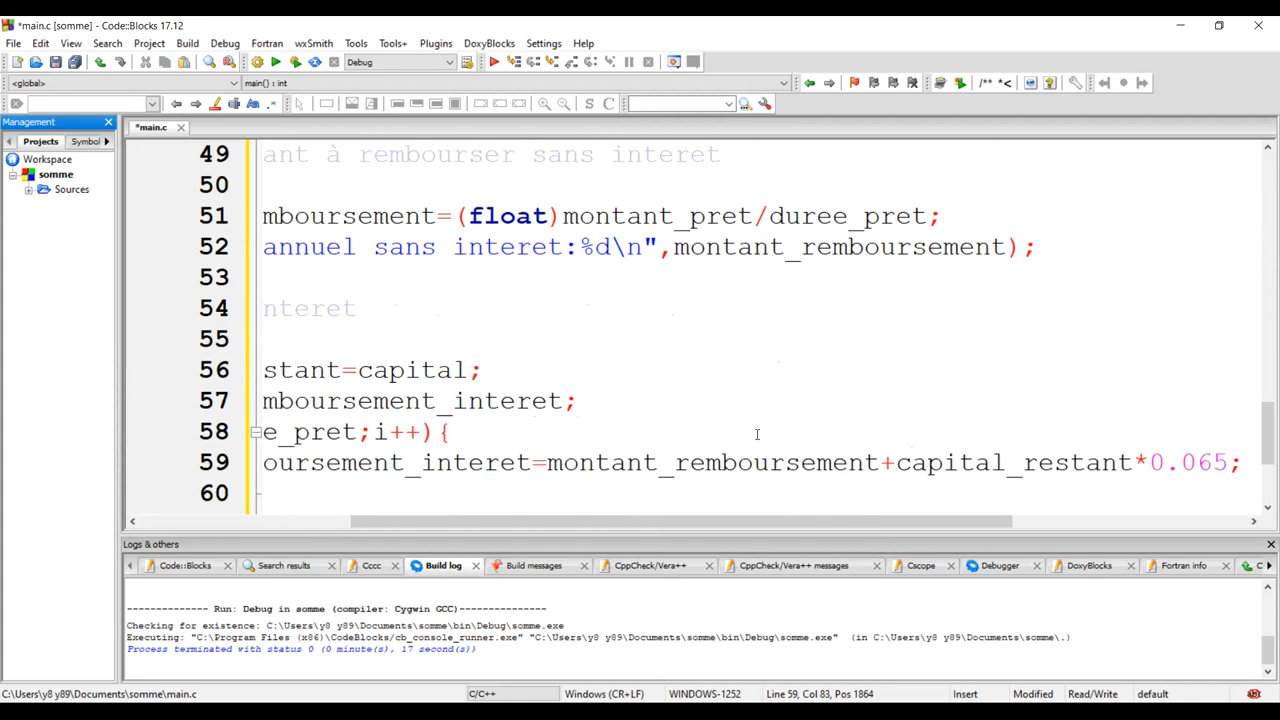 *main.c [somme] - Code::Blocks 17.12
File Edit View Search Project Build Debug Fortran wxSmith Tools Tools+ Plugins DoxyBlocks Settings Help
Debug
<global> main() : int
/** *<
S C
Management
*main.c
Projects Symbol
Workspace
somme
Sources
49 ant à rembourser sans interet
50
51 mboursement=(float)montant_pret/duree_pret;
52 annuel sans interet:%d\n",montant_remboursement);
53
54 nteret
55
56 stant=capital;
57 mboursement_interet;
58 e_pret;i++){
59 oursement_interet=montant_remboursement+capital_restant*0.065;
60
Logs & others
Code::Blocks Search results Cccc Build log Build messages CppCheck/Vera++ CppCheck/Vera++ messages Cscope Debugger DoxyBlocks Fortran info C
-------------- Run: Debug in somme (compiler: Cygwin GCC)---------------
Checking for existence: C:\Users\y8 y89\Documents\somme\bin\Debug\somme.exe
Executing: "C:\Program Files (x86)\CodeBlocks/cb_console_runner.exe" "C:\Users\y8 y89\Documents\somme\bin\Debug\somme.exe" (in C:\Users\y8 y89\Documents\somme\.)
Process terminated with status 0 (0 minute(s), 17 second(s))
C:\Users\y8 y89\Documents\somme\main.c C/C++ Windows (CR+LF) WINDOWS-1252 Line 59, Col 83, Pos 1864 Insert Modified Read/Write default